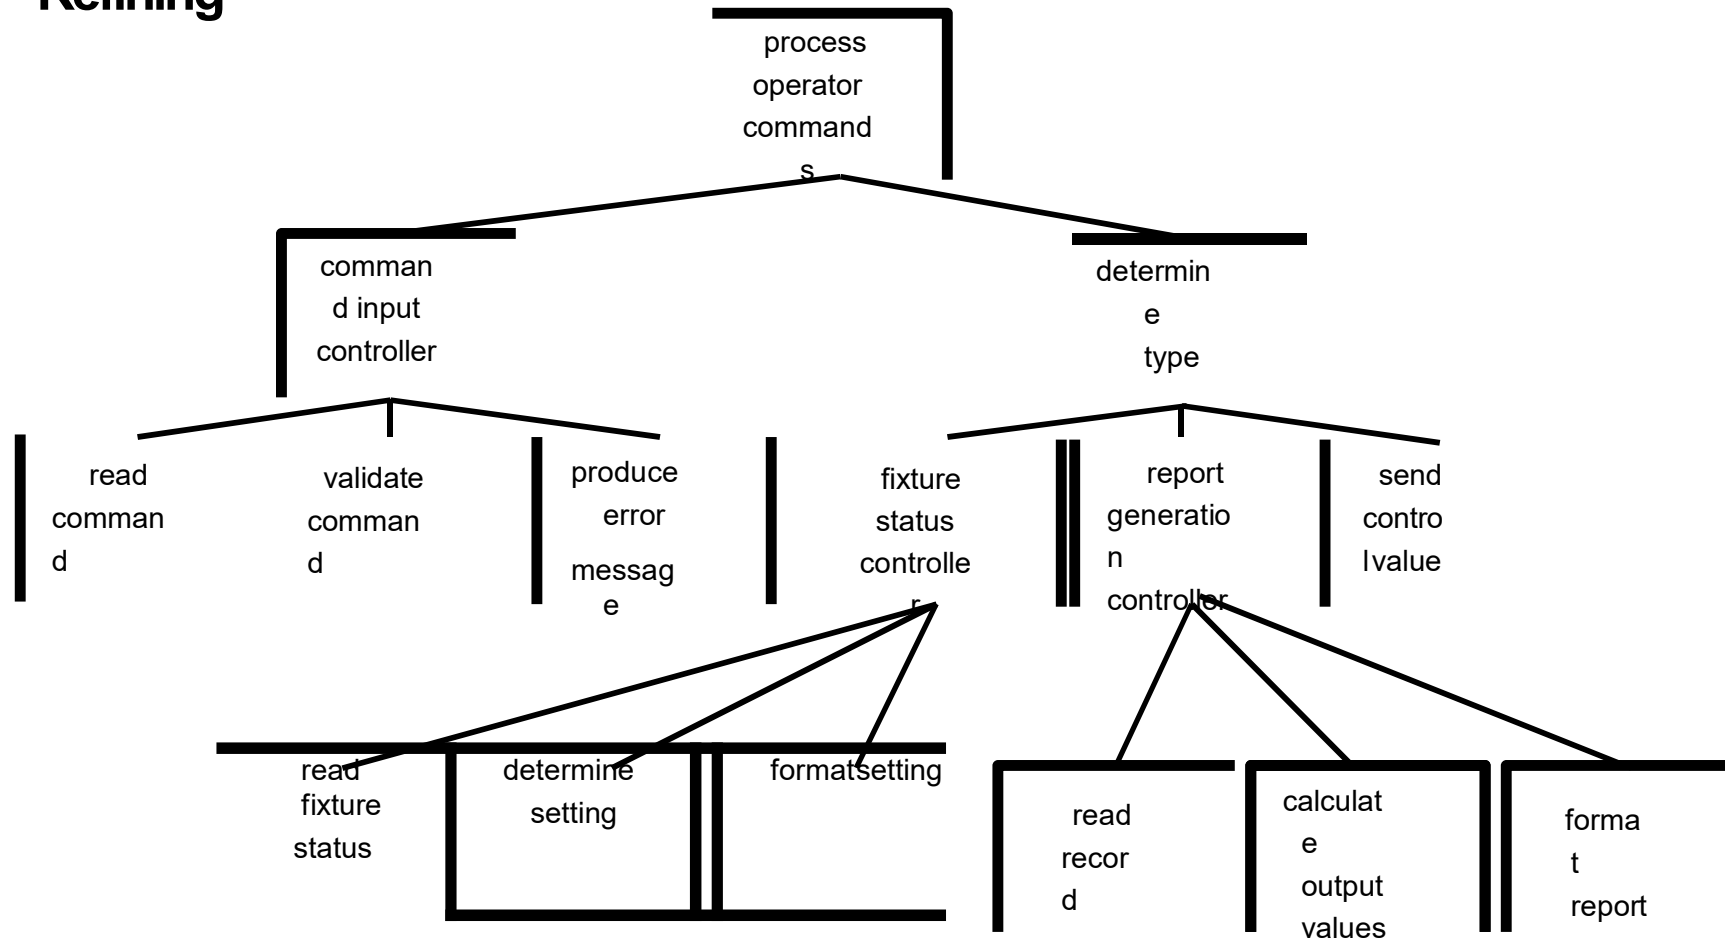 Refining
process
operator
command
s
comman
d input
controller
determin
e
type
read
comman
d
validate
comman
d
produce
error
messag
e
fixture
status
controlle
r
report
generatio
n
controller
send
contro
lvalue
read
fixture
status
determine
setting
formatsetting
read
recor
d
calculat
e
output
values
forma
t
report